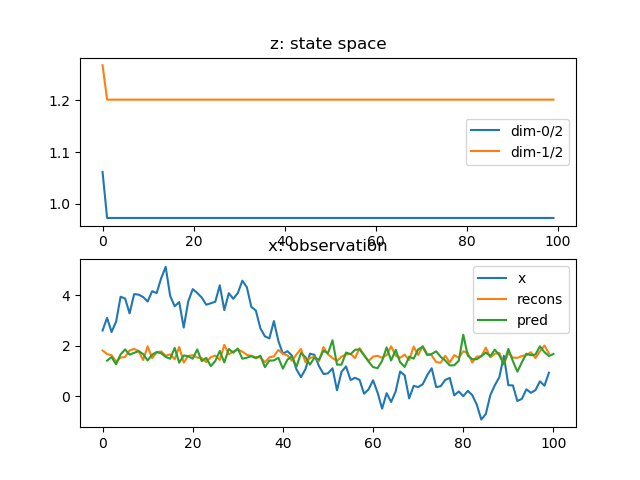 z: state space
1.2
1.1
1.0
dim-0/2
dim-1/2
0 20 40 60 80 100
x: observation
4
2
0
x
recons
pred
0 20 40 60 80 100